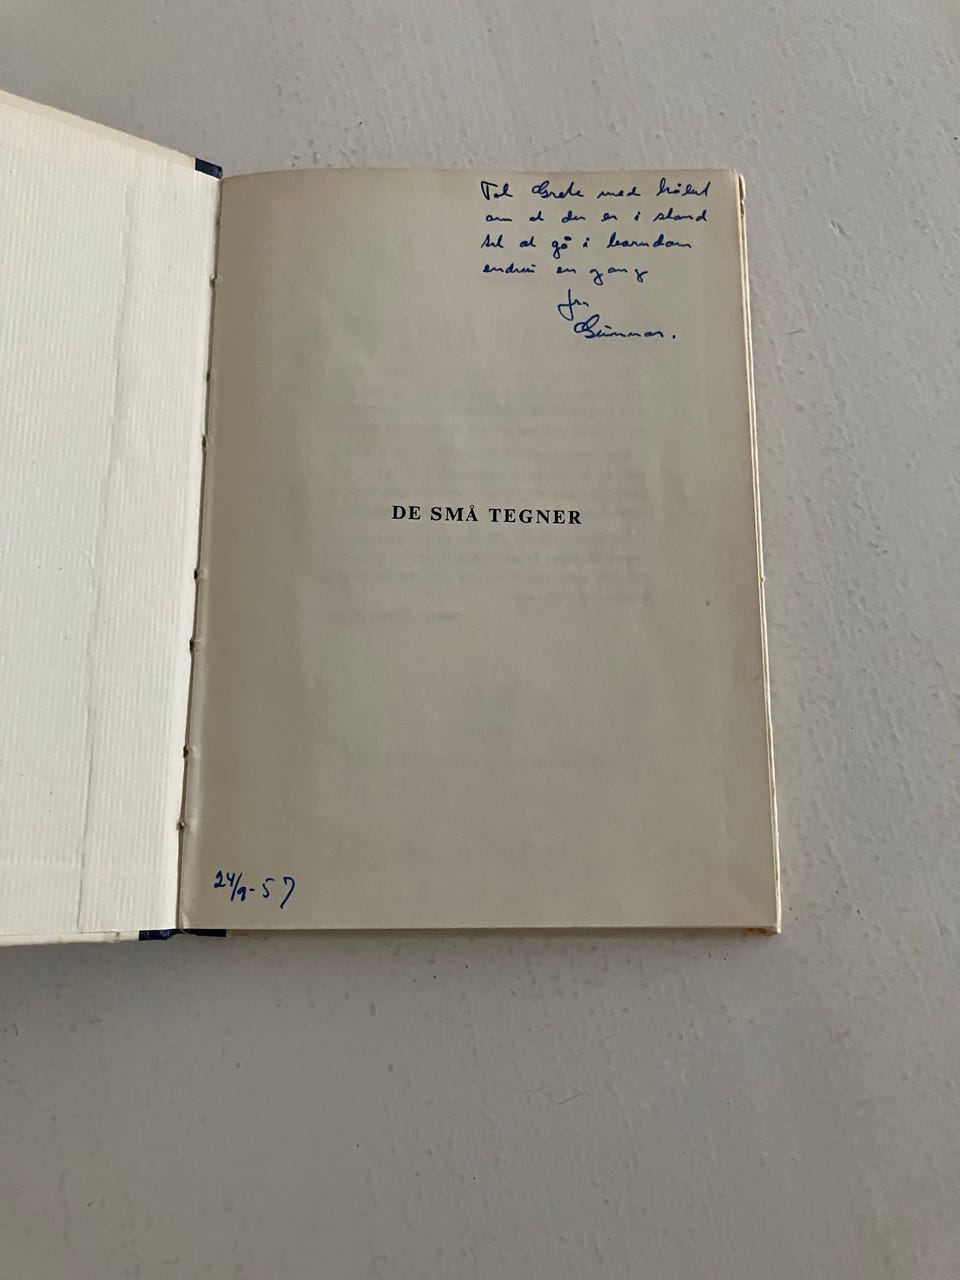 Til Grete med håbet
om at du er i stand
til at gå i barndom
endnu en gang
fra
Gunnar.
DE SMÅ TEGNER
24/9-57